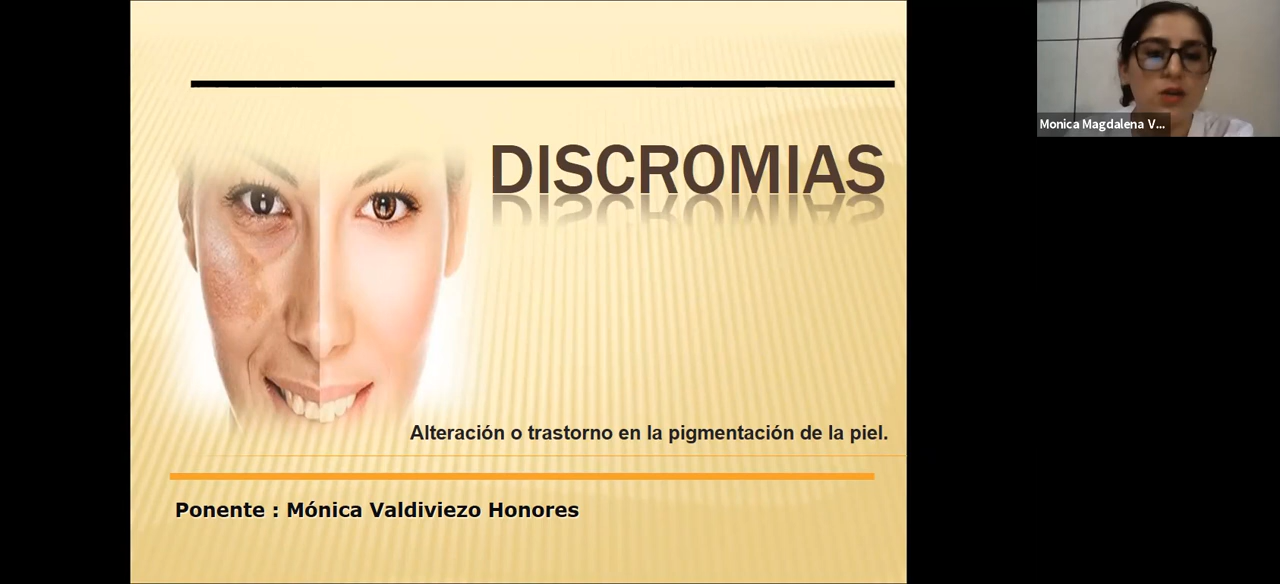 DISCROMIAS
Monica Magdalena V...
Alteración o trastorno en la pigmentación de la piel.
Ponente : Mónica Valdiviezo Honores